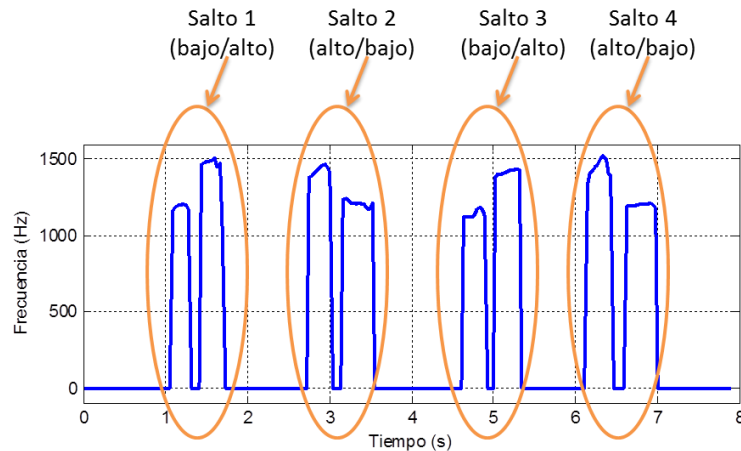 Salto 1 Salto 2 Salto 3 Salto 4
(bajo/alto) (alto/bajo) (bajo/alto) (alto/bajo)
1500
1000
500
0
Frecuencia (Hz)
0 1 2 3 4 5 6 7 8
Tiempo (s)